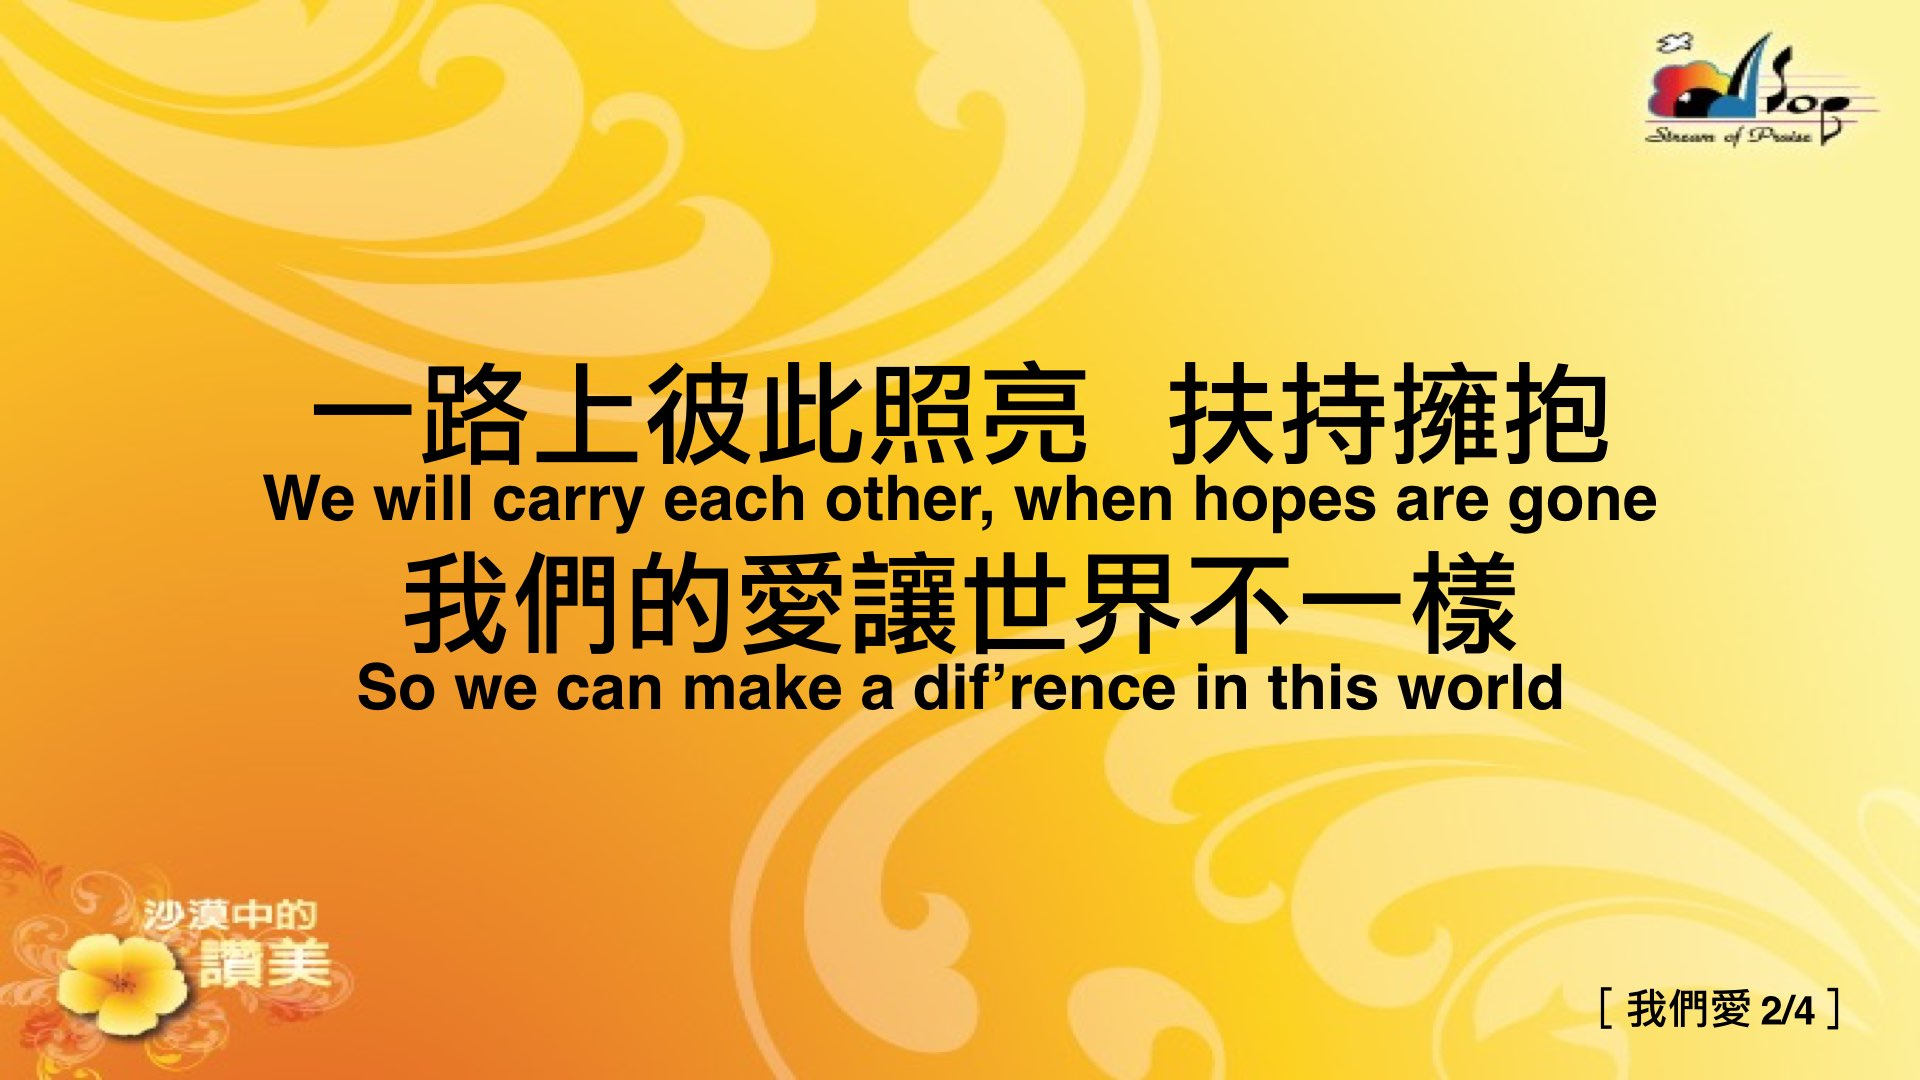 Sop
Stream of Praise
一路上彼此照亮 扶持擁抱
We will carry each other, when hopes are gone
我們的愛讓世界不一樣
So we can make a dif’rence in this world
沙漠中的
讚美
[ 我們愛 2/4 ]